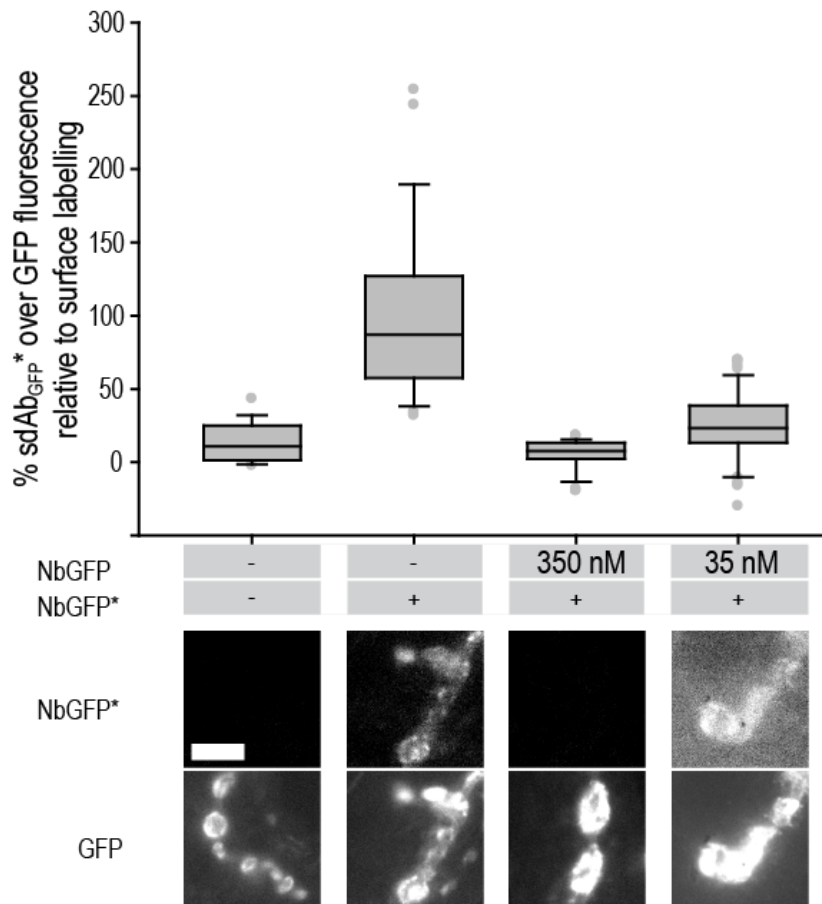 % sdAbGFP* over GFP fluorescence
relative to surface labelling
300
250
200
150
100
50
0
NbGFP - - 350 nM 35 nM
NbGFP* - + + +
NbGFP*
GFP